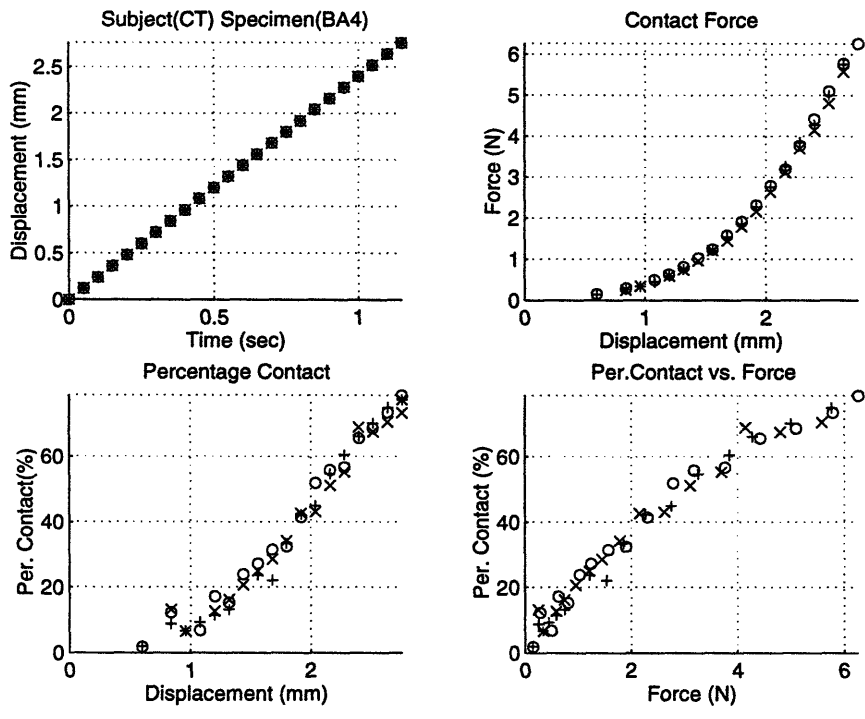 Subject(CT) Specimen(BA4)
Displacement (mm)
2.5
2
1.5
1
0.5
0
0
0.5
1
Time (sec)
Contact Force
Force (N)
6
5
4
3
2
1
0
0
1
2
Displacement (mm)
Percentage Contact
Per. Contact(%)
60
40
20
0
0
1
2
Displacement (mm)
Per.Contact vs. Force
Per. Contact (%)
60
40
20
0
0
2
4
6
Force (N)